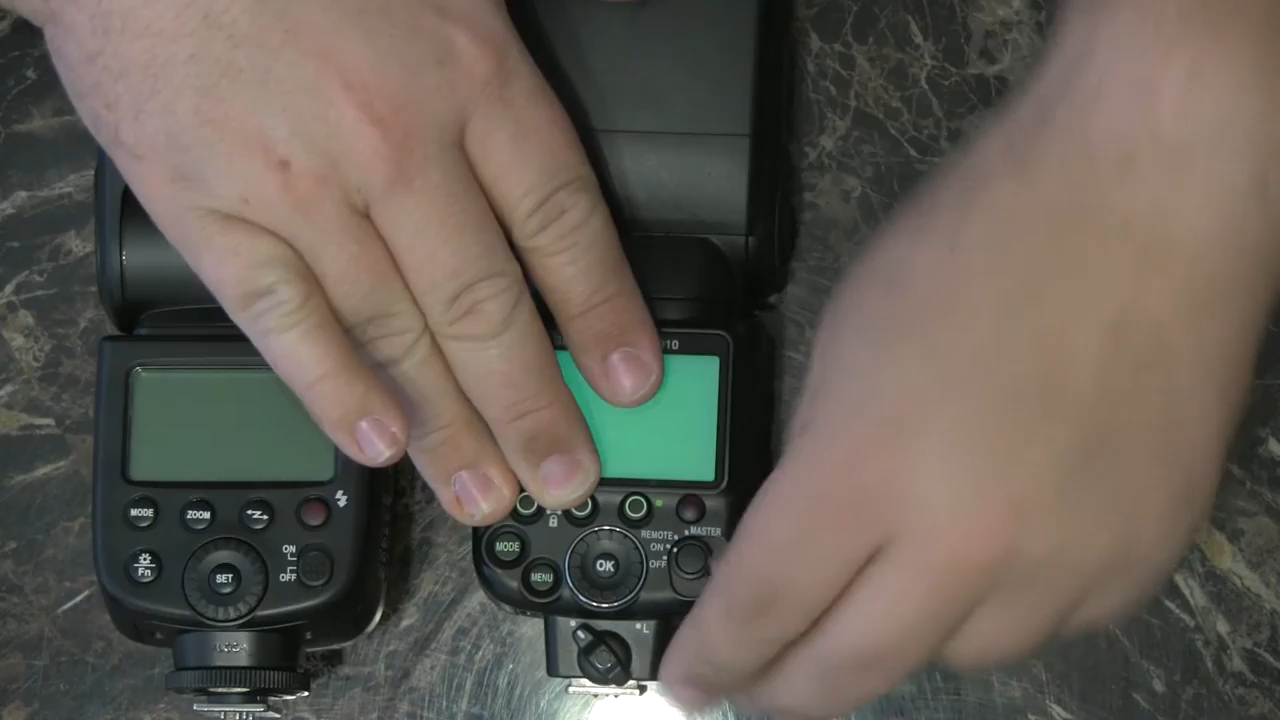 10
MODE
ZOOM
Fn
ON
OFF
SET
MODE
MENU
OK
REMOTE
MASTER
ON
OFF
L